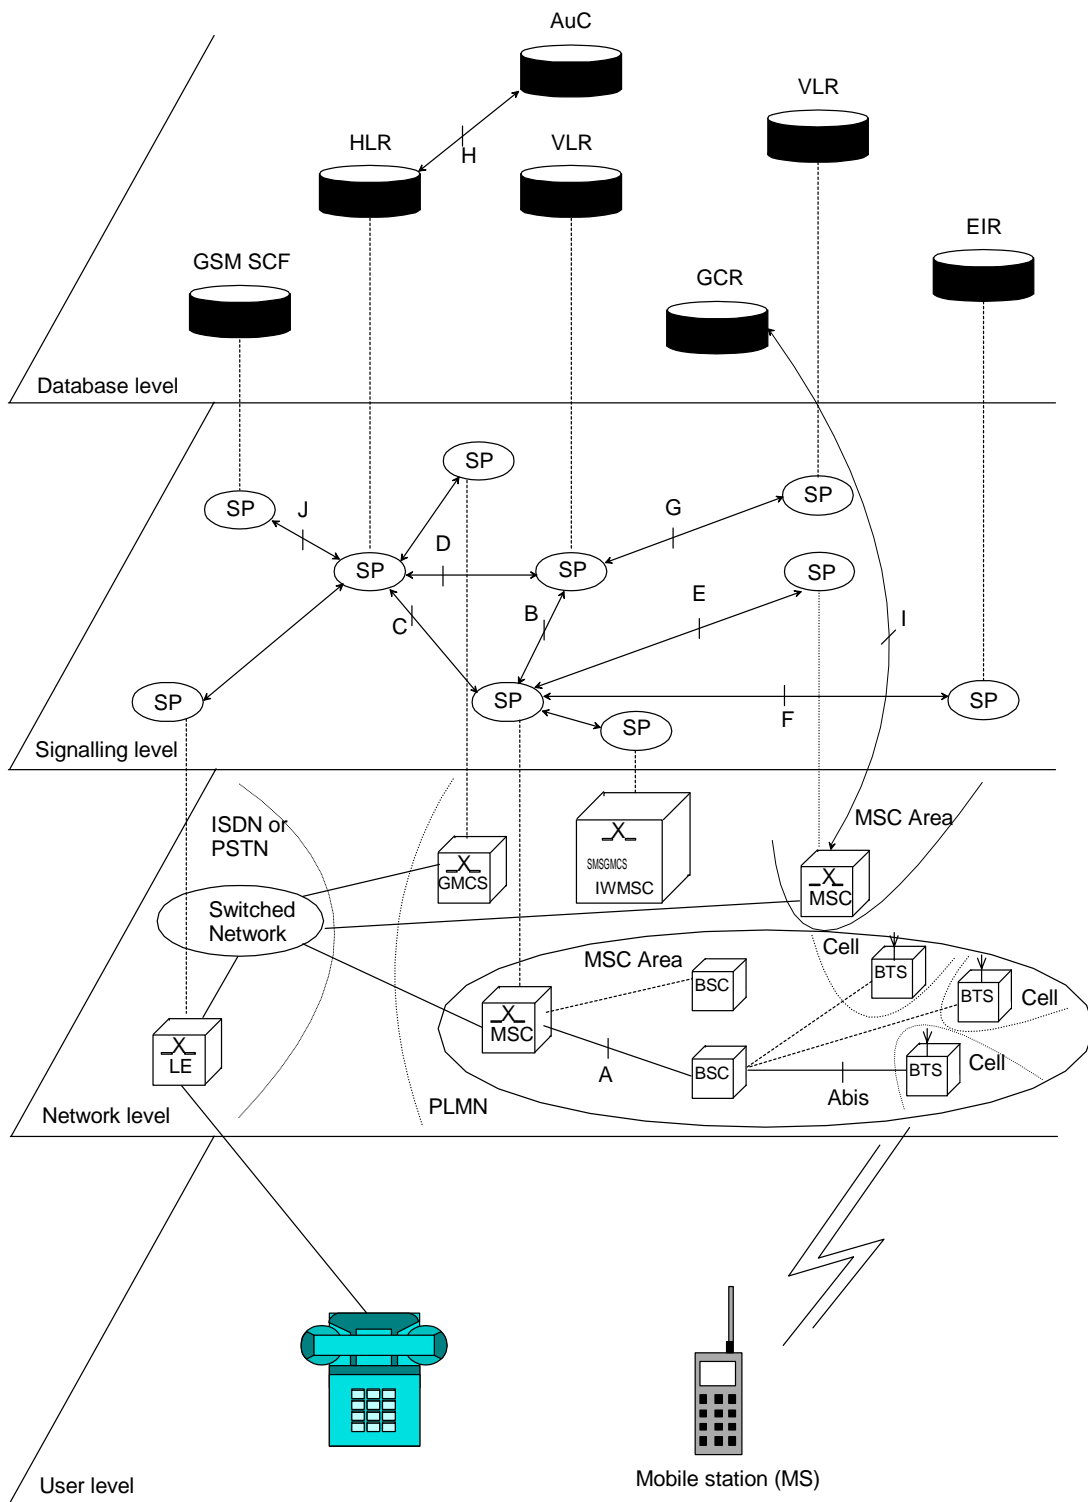 AuC
VLR
HLR
H
VLR
EIR
GSM SCF
GCR
Database level
SP
SP
SP
J
G
D
SP
SP
SP
E
B
C
I
SP
SP
SP
F
SP
Signalling level
ISDN or
PSTN
MSC Area
X
GMCS
X
SMSGMCS
IWMSC
X
MSC
Switched
Network
Cell
MSC Area
BTS
BSC
BTS
Cell
X
MSC
X
LE
A
BSC
BTS
Cell
Abis
PLMN
Network level
Mobile station (MS)
User level